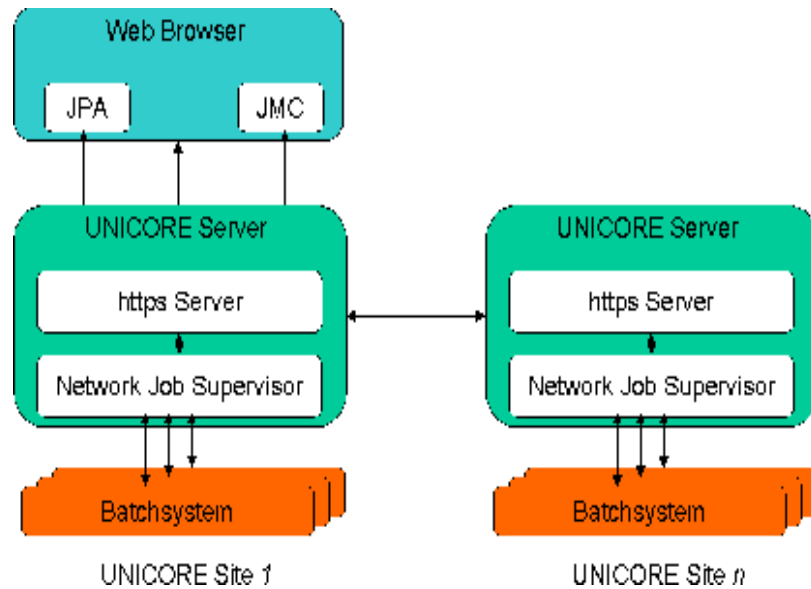 Web Browser
JPA
JMC
UNICORE Server
https Server
Network Job Supervisor
Batchsystem
UNICORE Site 1
UNICORE Server
https Server
Network Job Supervisor
Batchsystem
UNICORE Site n